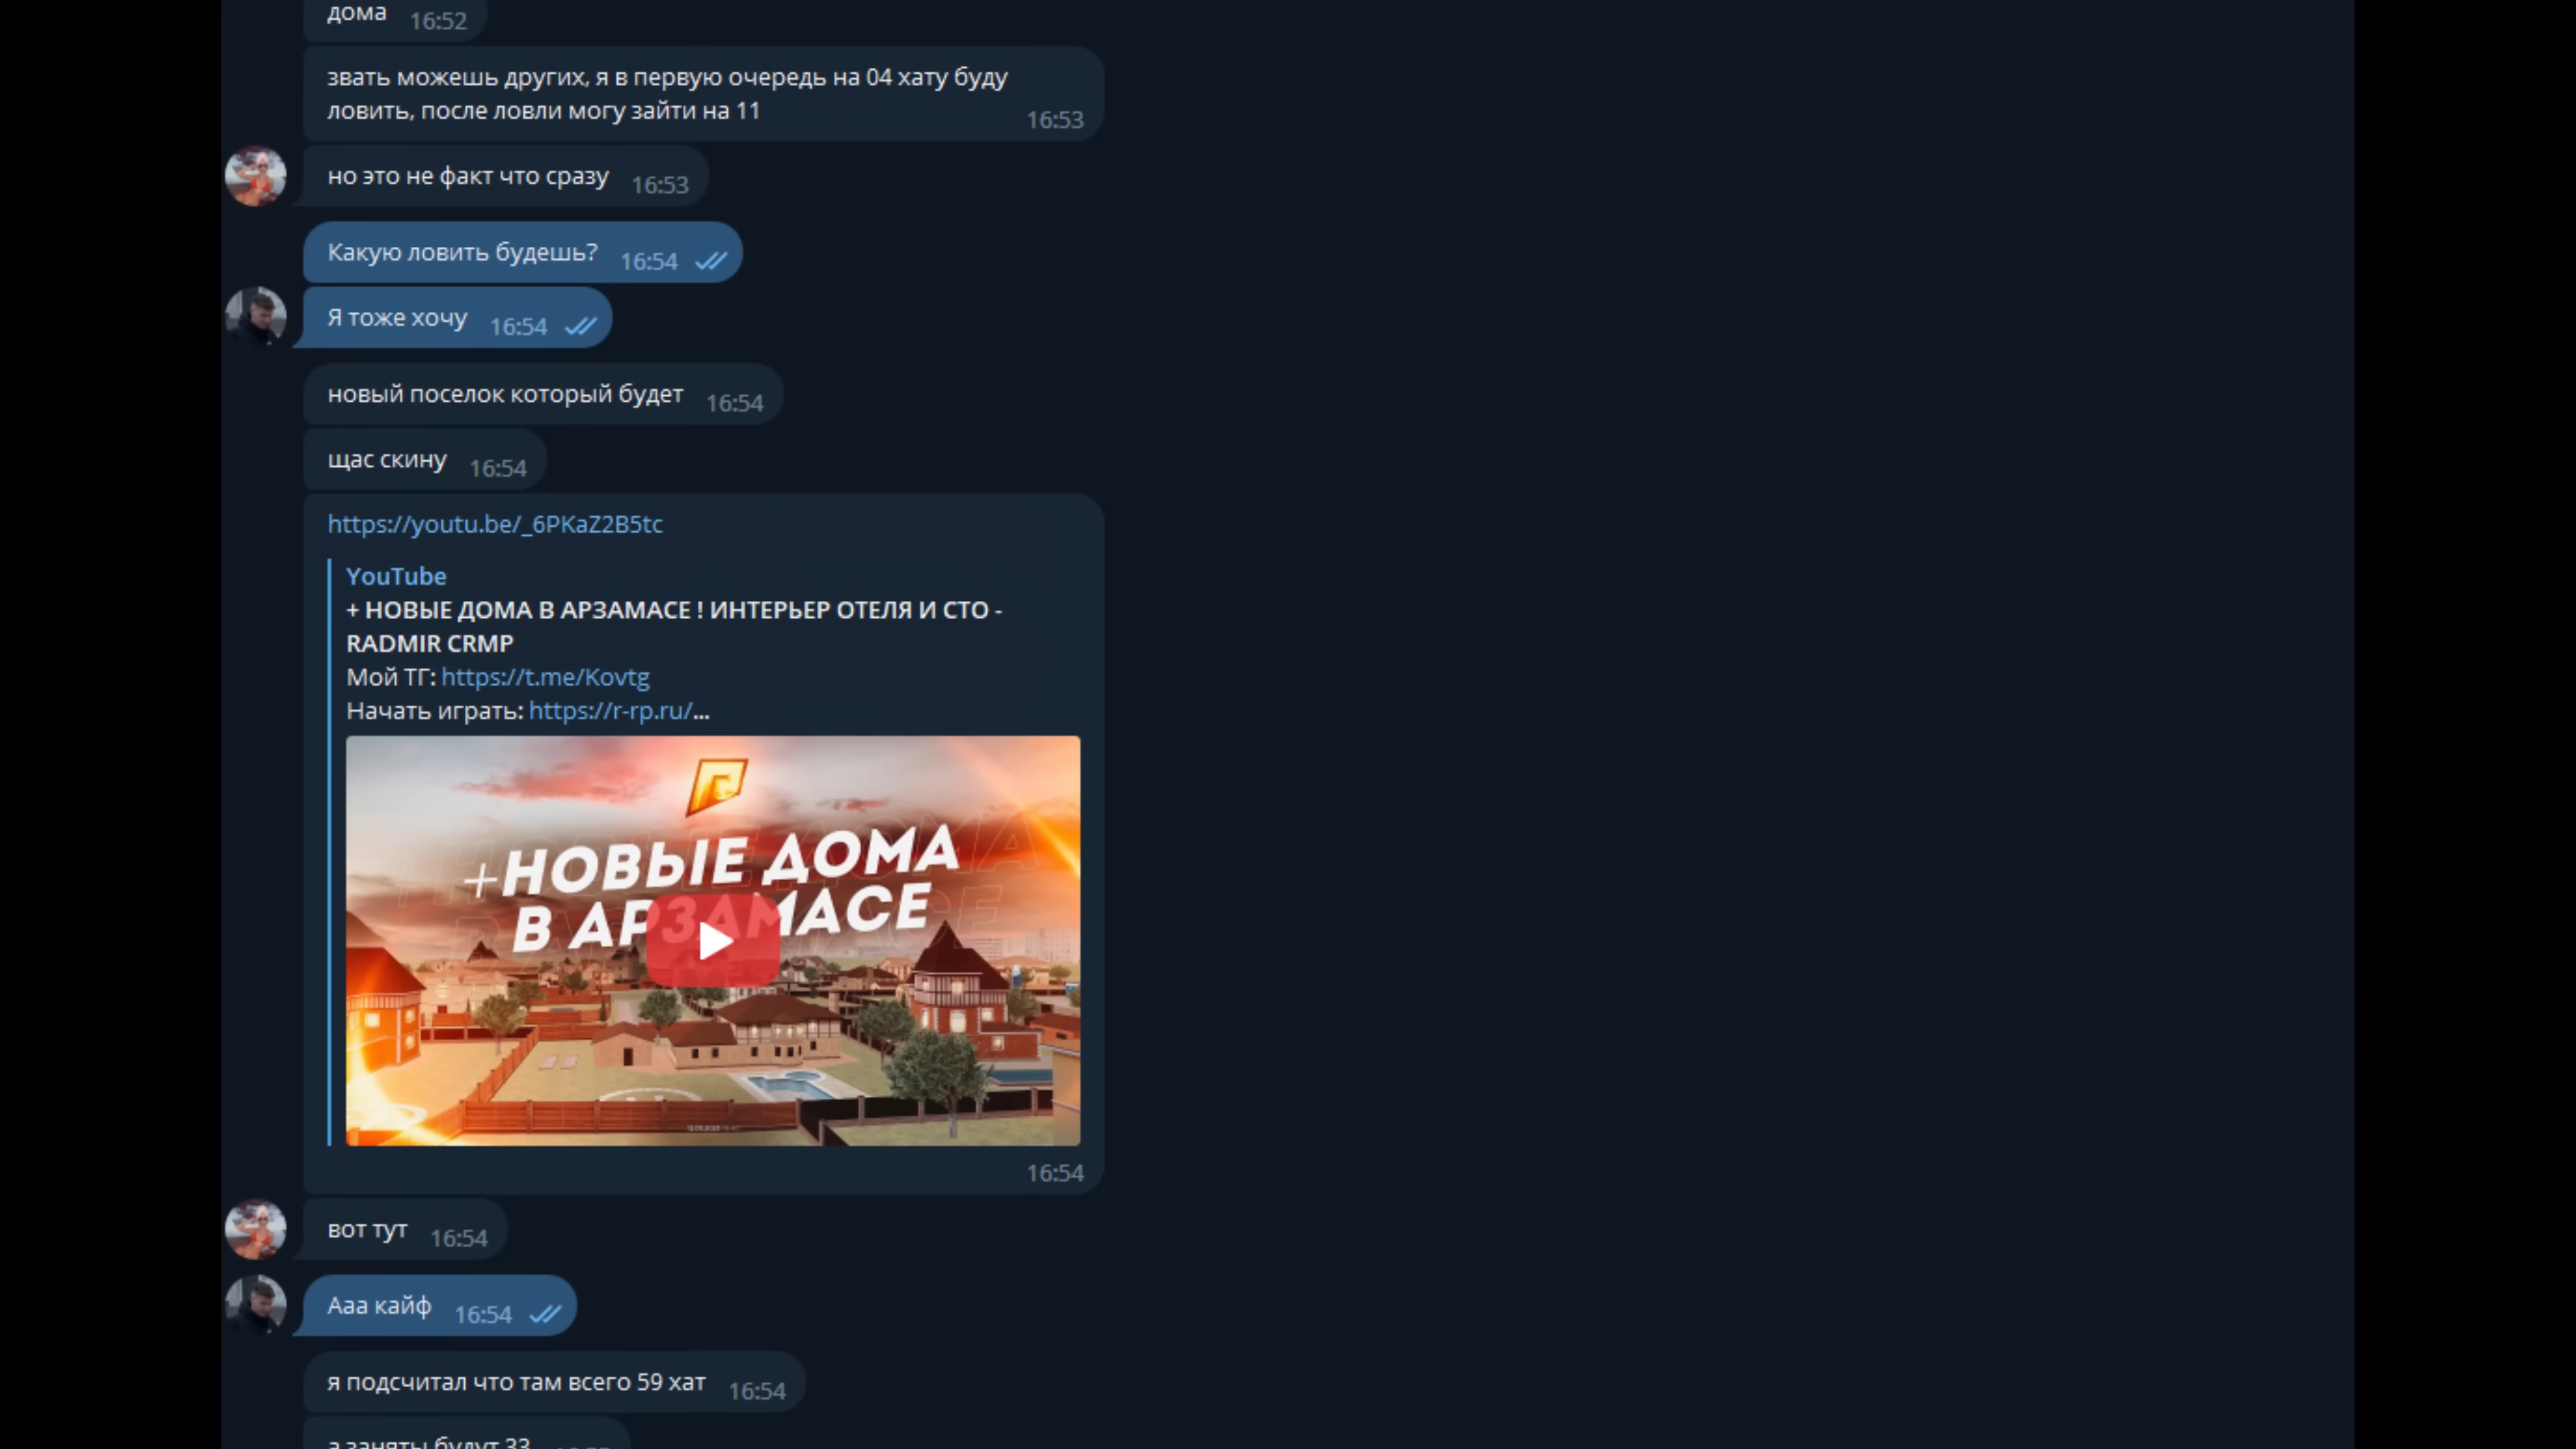 дома 16:52
звать можешь других, я в первую очередь на 04 хату буду
ловить, после ловли могу зайти на 11 16:53
но это не факт что сразу 16:53
Какую ловить будешь? 16:54
Я тоже хочу 16:54
новый поселок который будет 16:54
щас скину 16:54
https://youtu.be/_6PKaZ2B5tc
YouTube
+ НОВЫЕ ДОМА В АРЗАМАСЕ ! ИНТЕРЬЕР ОТЕЛЯ И СТО -
RADMIR CRMP
Мой ТГ: https://t.me/Kovtg
Начать играть: https://r-rp.ru/...
+НОВЫЕ ДОМА
В АРЗАМАСЕ
16:54
вот тут 16:54
Ааа кайф 16:54
я подсчитал что там всего 59 хат 16:54
а заняты будут 33